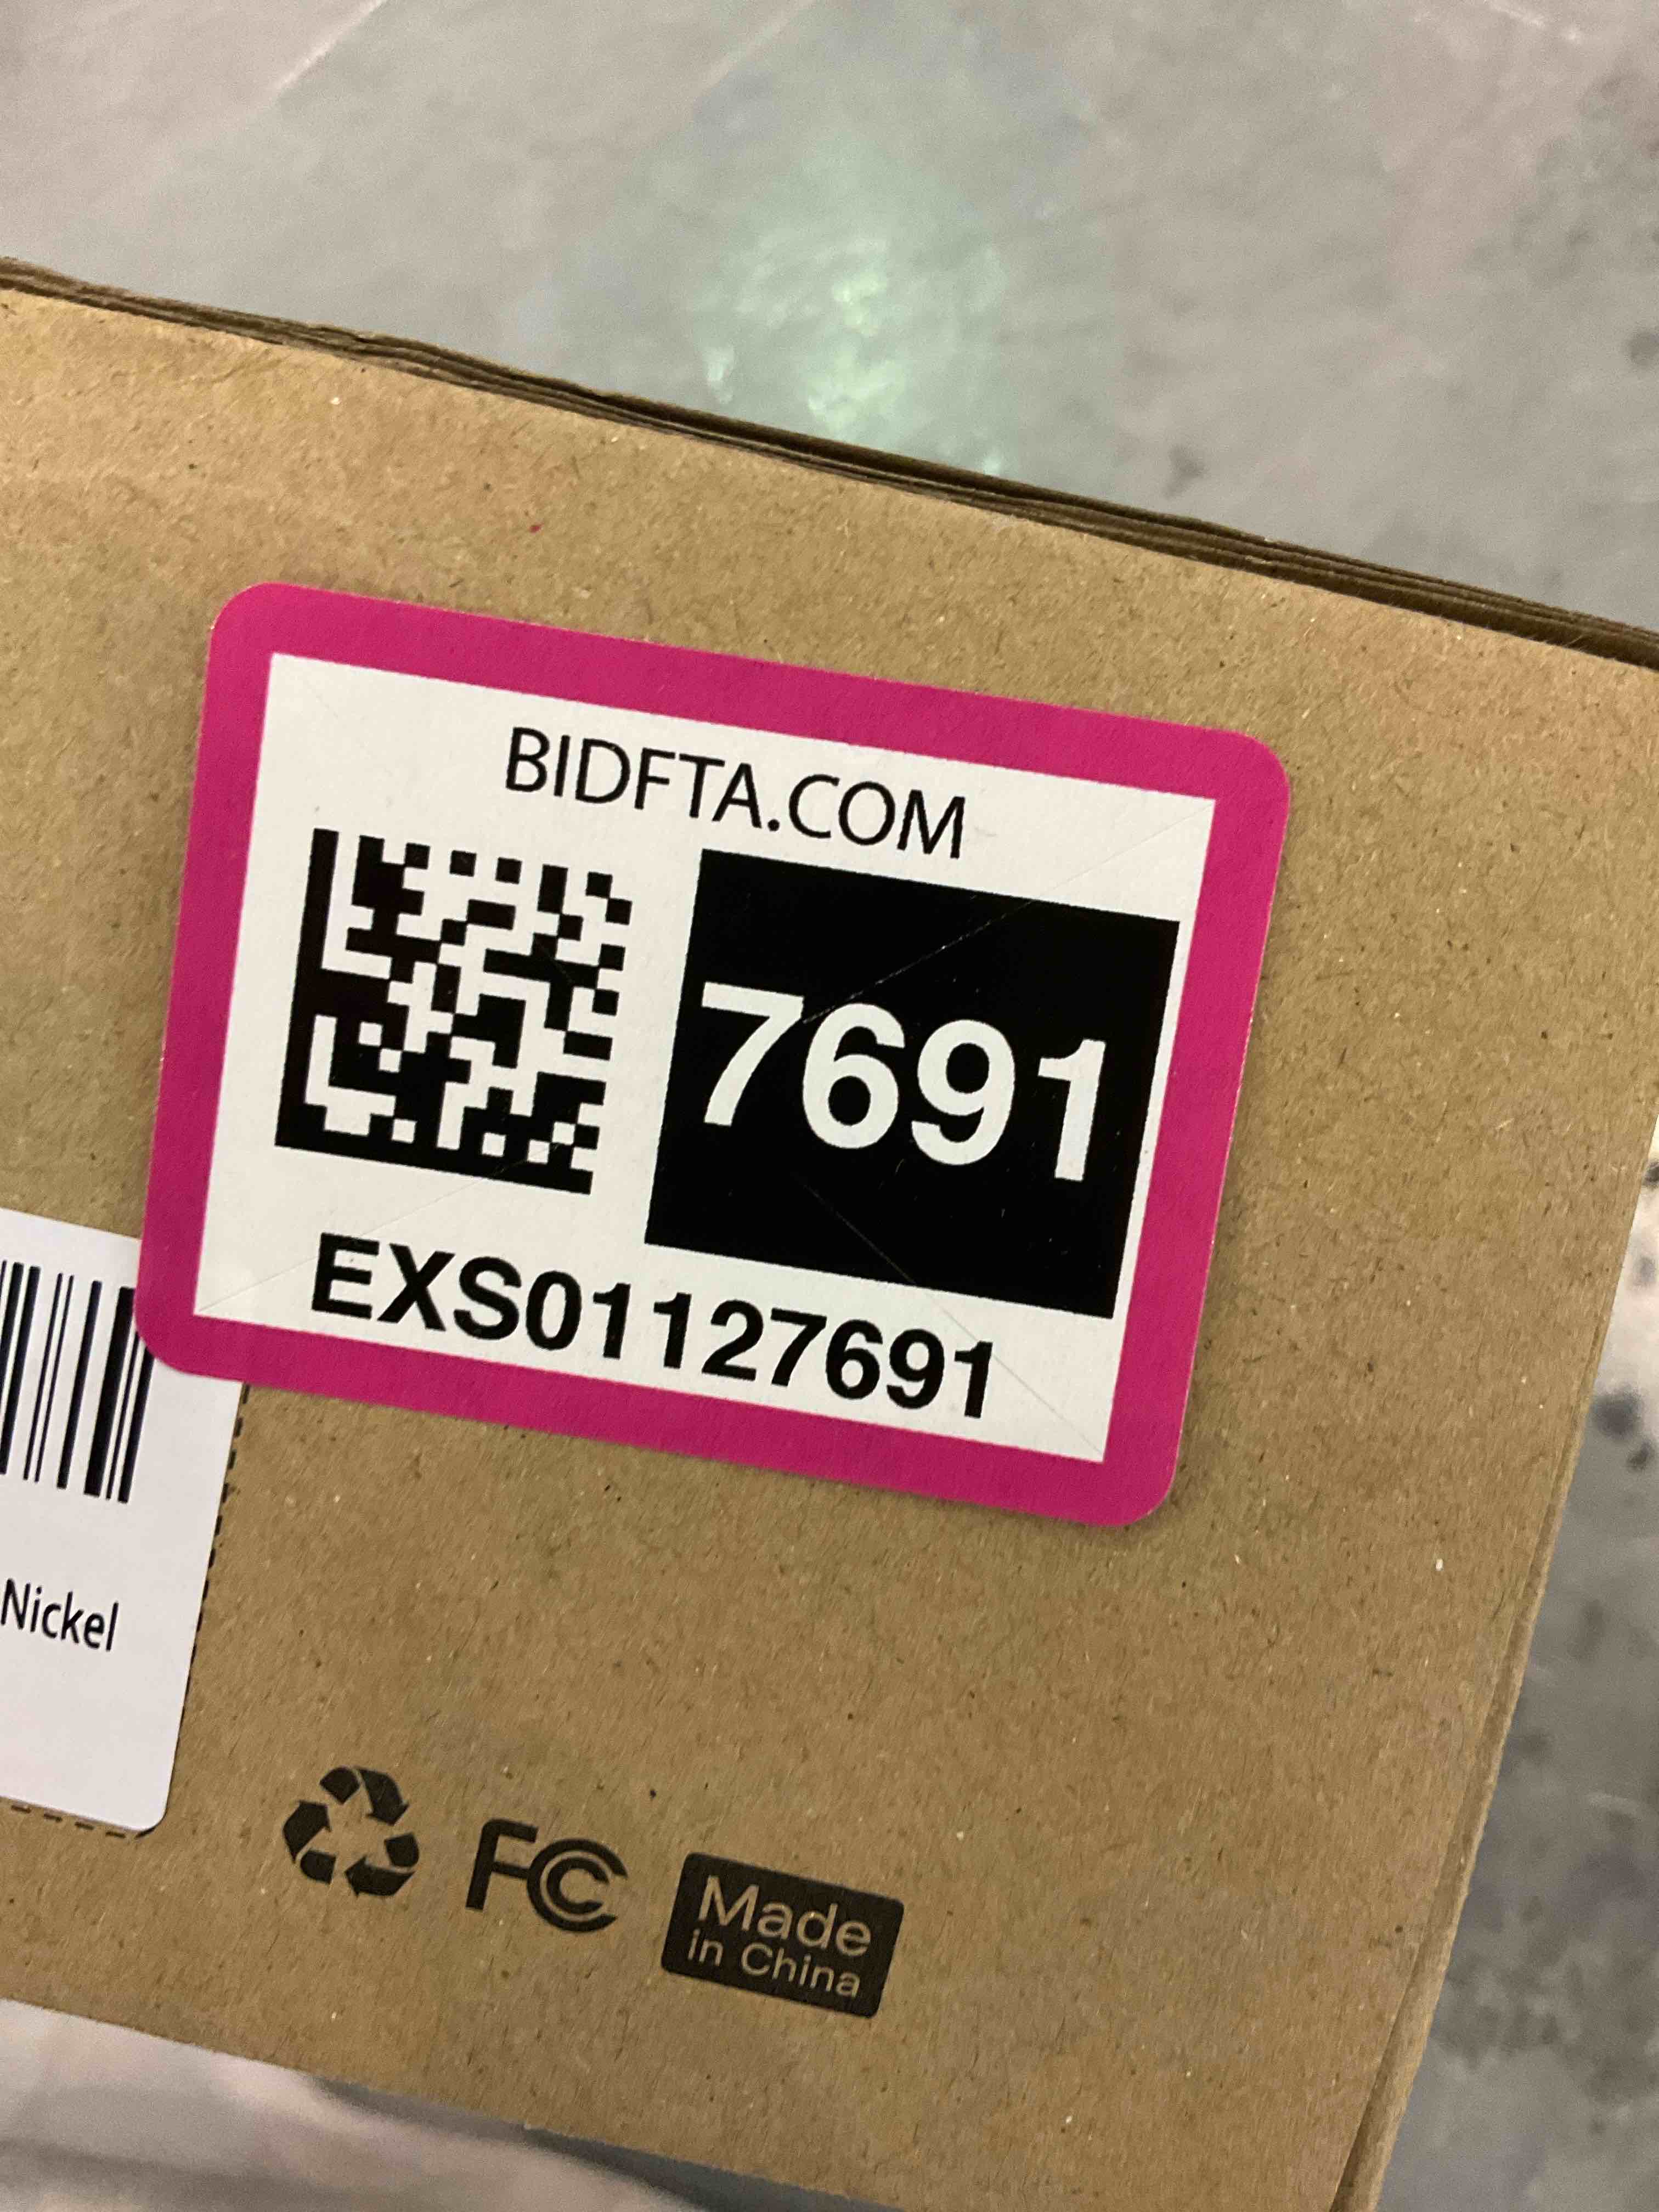 BIDFTA.COM
7691
EXS01127691
Nickel
FC
Made
in China